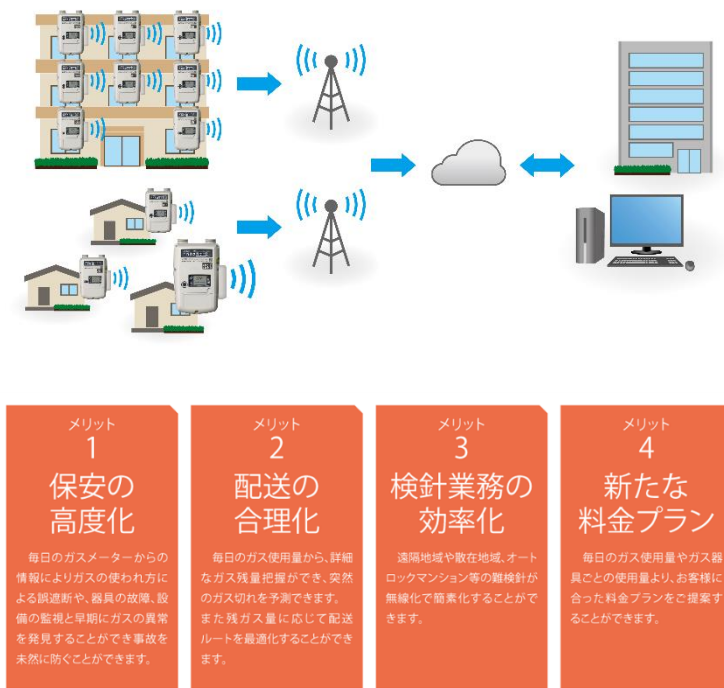 メリット
1
保安の
高度化
毎日のガスメーターからの
情報によりガスの使われ方に
よる誤遮断や、器具の故障、設
備の監視と早期にガスの異常
を発見することができ事故を
未然に防ぐことができます。
メリット
2
配送の
合理化
毎日のガス使用量から、詳細
なガス残量把握ができ、突然
のガス切れを予測できます。
また残ガス量に応じて配送
ルートを最適化することができ
ます。
メリット
3
検針業務の
効率化
遠隔地域や散在地域、オート
ロックマンション等の難検針が
無線化で簡素化することがで
きます。
メリット
4
新たな
料金プラン
毎日のガス使用量やガス器
具ごとの使用量より、お客様に
合った料金プランをご提案す
ることができます。